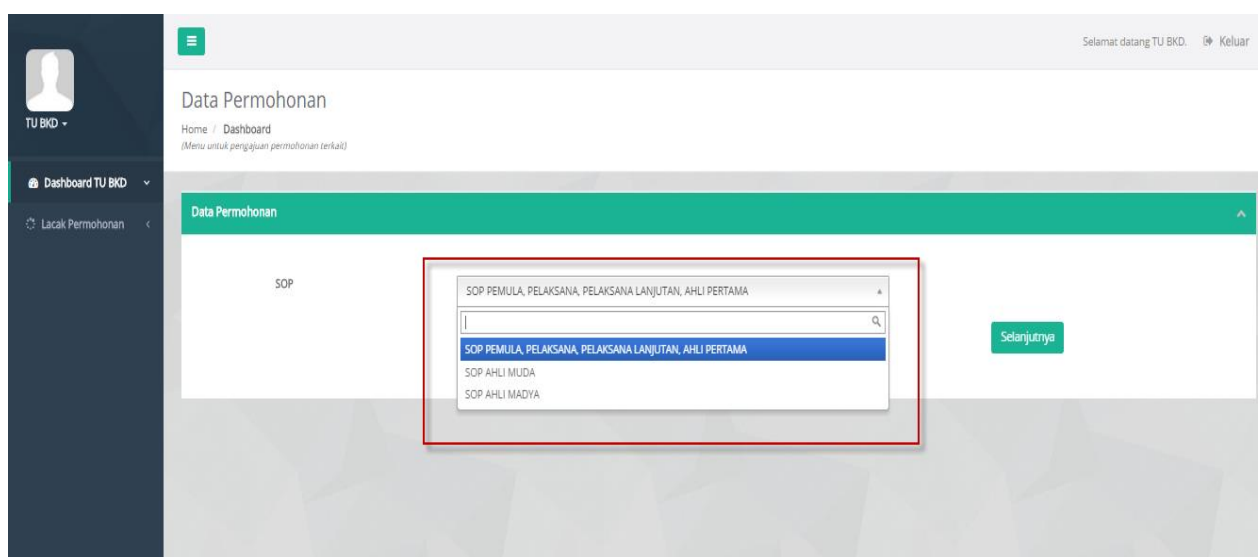 TU BKD
Dashboard TU BKD
Lacak Permohonan
Selamat datang TU BKD. Keluar
Data Permohonan
Home / Dashboard
(Menu untuk pengajuan permohonan terkait)
Data Permohonan
SOP
SOP PEMULA, PELAKSANA, PELAKSANA LANJUTAN, AHLI PERTAMA
SOP PEMULA, PELAKSANA, PELAKSANA LANJUTAN, AHLI PERTAMA
SOP AHLI MUDA
SOP AHLI MADYA
Selanjutnya